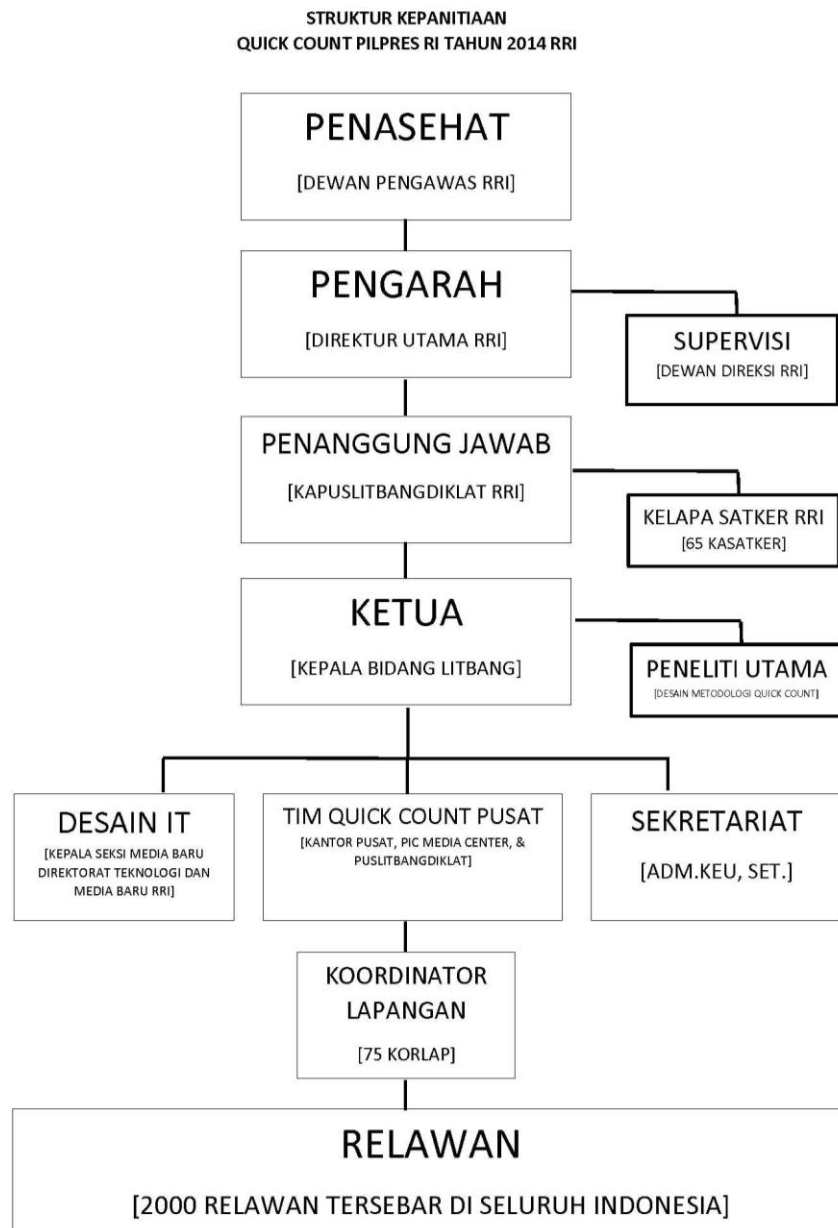 STRUKTUR KEPANITIAAN
QUICK COUNT PILPRES RI TAHUN 2014 RRI
PENASEHAT
[DEWAN PENGAWAS RRI]
PENGARAH
[DIREKTUR UTAMA RRI]
SUPERVISI
[DEWAN DIREKSI RRI]
PENANGGUNG JAWAB
[KAPUSLITBANGDIKLAT RRI]
KELAPA SATKER RRI
[65 KASATKER]
KETUA
[KEPALA BIDANG LITBANG]
PENELITI UTAMA
[DESAIN METODOLOGI QUICK COUNT]
DESAIN IT
[KEPALA SEKSI MEDIA BARU
DIREKTORAT TEKNOLOGI DAN
MEDIA BARU RRI]
TIM QUICK COUNT PUSAT
[KANTOR PUSAT, PIC MEDIA CENTER, &
PUSLITBANGDIKLAT]
SEKRETARIAT
[ADM.KEU, SET.]
KOORDINATOR
LAPANGAN
[75 KORLAP]
RELAWAN
[2000 RELAWAN TERSEBAR DI SELURUH INDONESIA]